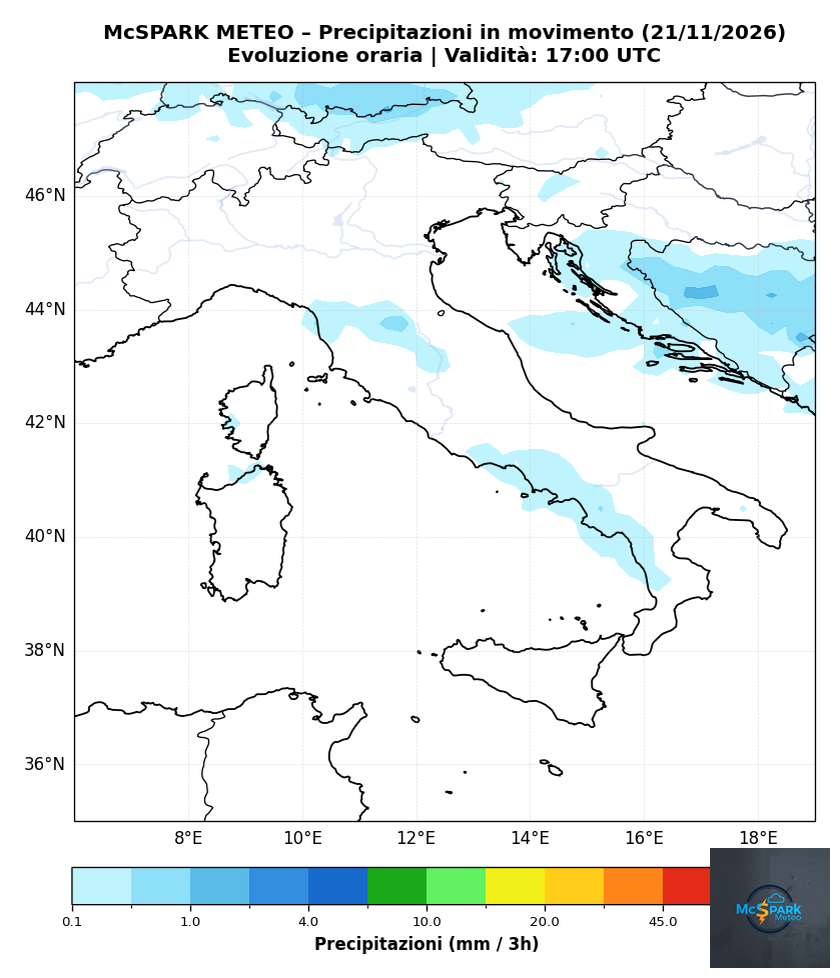 McSPARK METEO – Precipitazioni in movimento (21/11/2026)
Evoluzione oraria | Validità: 17:00 UTC
46°N
44°N
42°N
40°N
38°N
36°N
8°E 10°E 12°E 14°E 16°E 18°E
0.1 1.0 4.0 10.0 20.0 45.0
Precipitazioni (mm / 3h)
McSPARK
Meteo